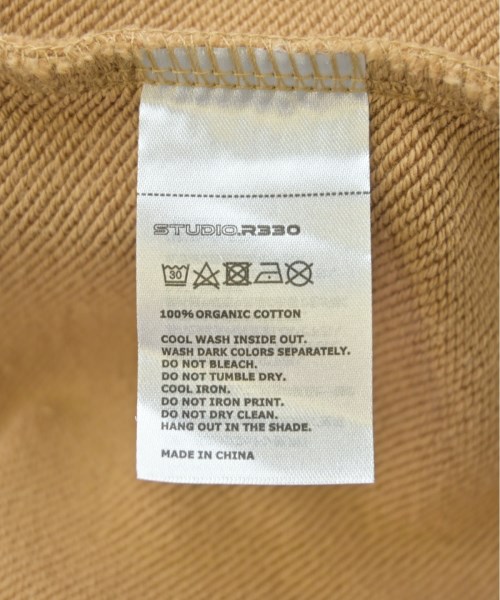 STUDIO.R330
30
100% ORGANIC COTTON
COOL WASH INSIDE OUT.
WASH DARK COLORS SEPARATELY.
DO NOT BLEACH.
DO NOT TUMBLE DRY.
COOL IRON.
DO NOT IRON PRINT.
DO NOT DRY CLEAN.
HANG OUT IN THE SHADE.
MADE IN CHINA